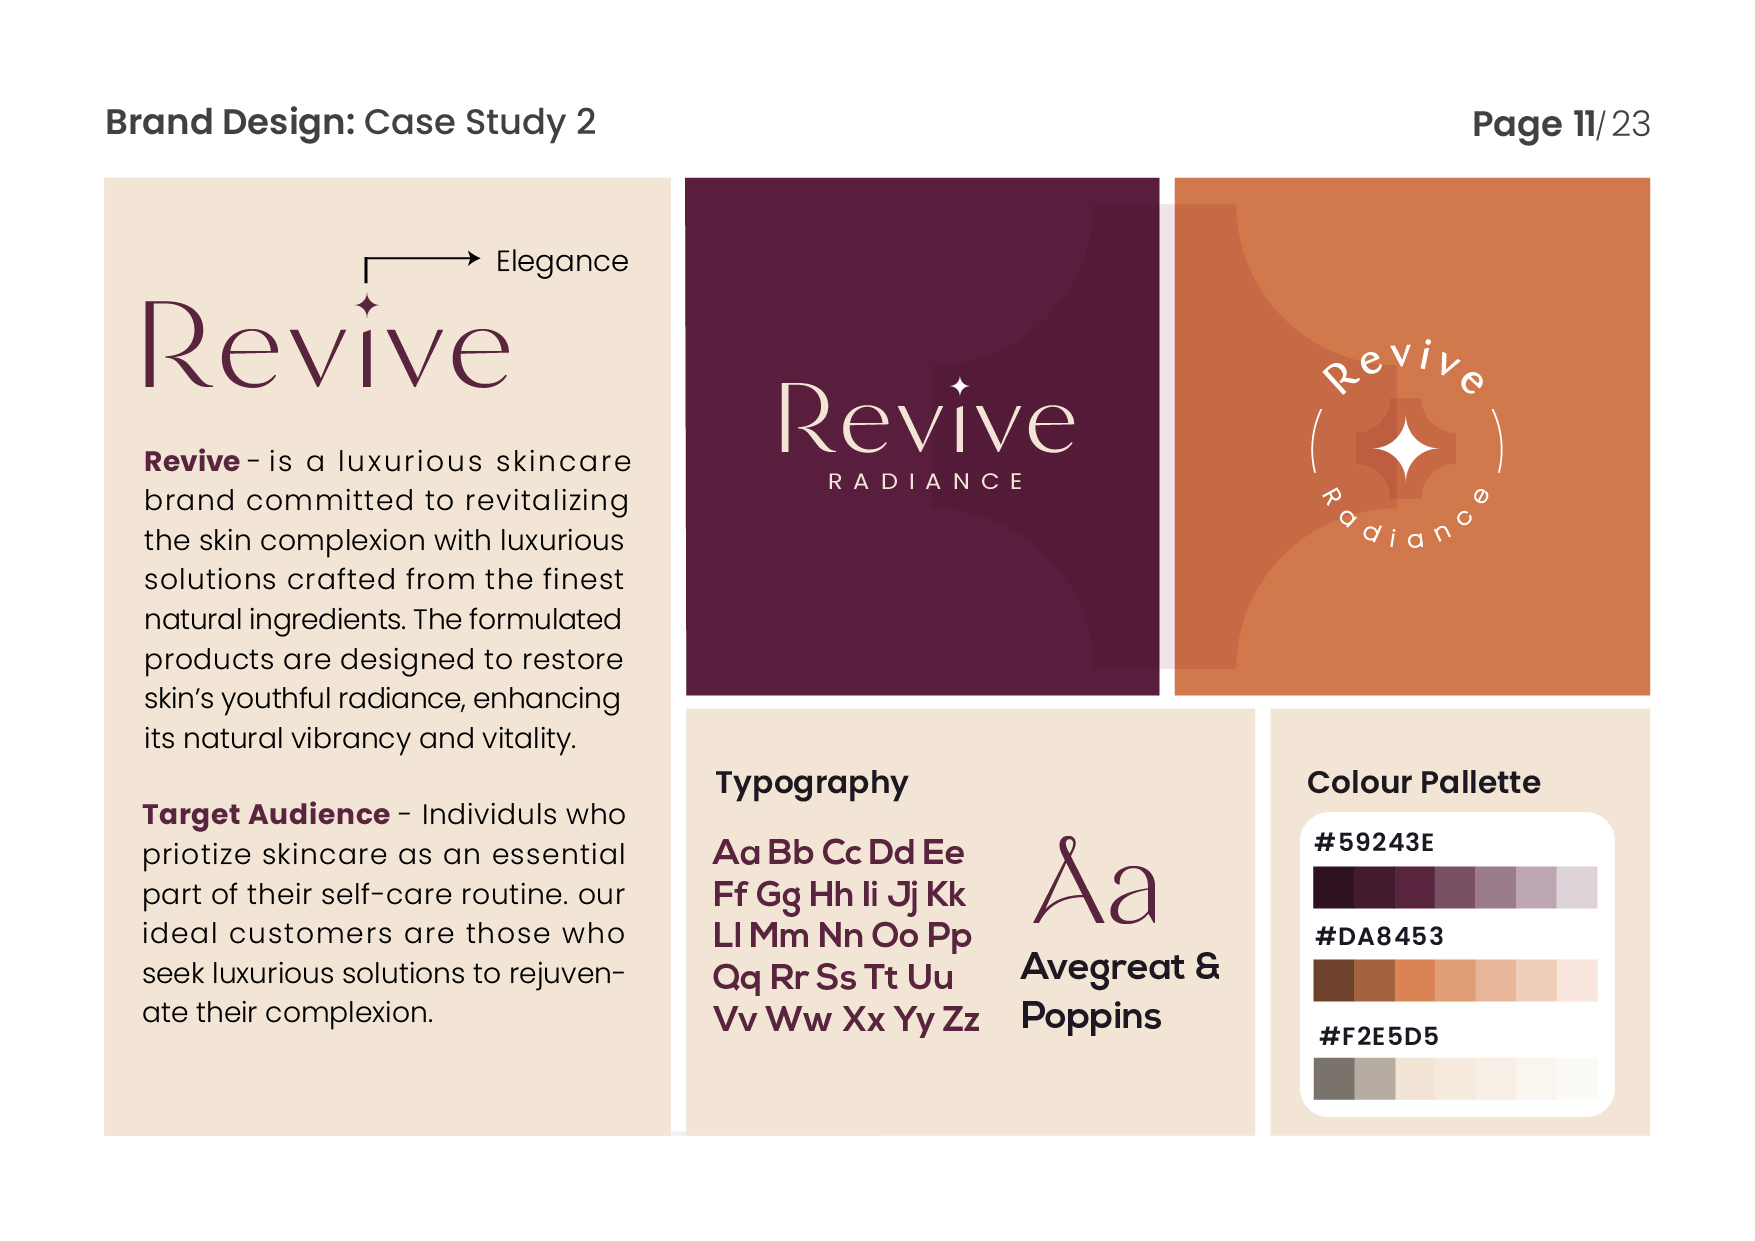 Brand Design: Case Study 2
Page 11/ 23
Elegance
Revive
Revive - is a luxurious skincare
brand committed to revitalizing
the skin complexion with luxurious
solutions crafted from the finest
natural ingredients. The formulated
products are designed to restore
skin’s youthful radiance, enhancing
its natural vibrancy and vitality.
Target Audience - Individuls who
priotize skincare as an essential
part of their self-care routine. our
ideal customers are those who
seek luxurious solutions to rejuven-
ate their complexion.
Revive
RADIANCE
Revive
Radiance
Typography
Aa Bb Cc Dd Ee
Ff Gg Hh Ii Jj Kk
Ll Mm Nn Oo Pp
Qq Rr Ss Tt Uu
Vv Ww Xx Yy Zz
Aa
Avegreat &
Poppins
Colour Pallette
#59243E
#DA8453
#F2E5D5